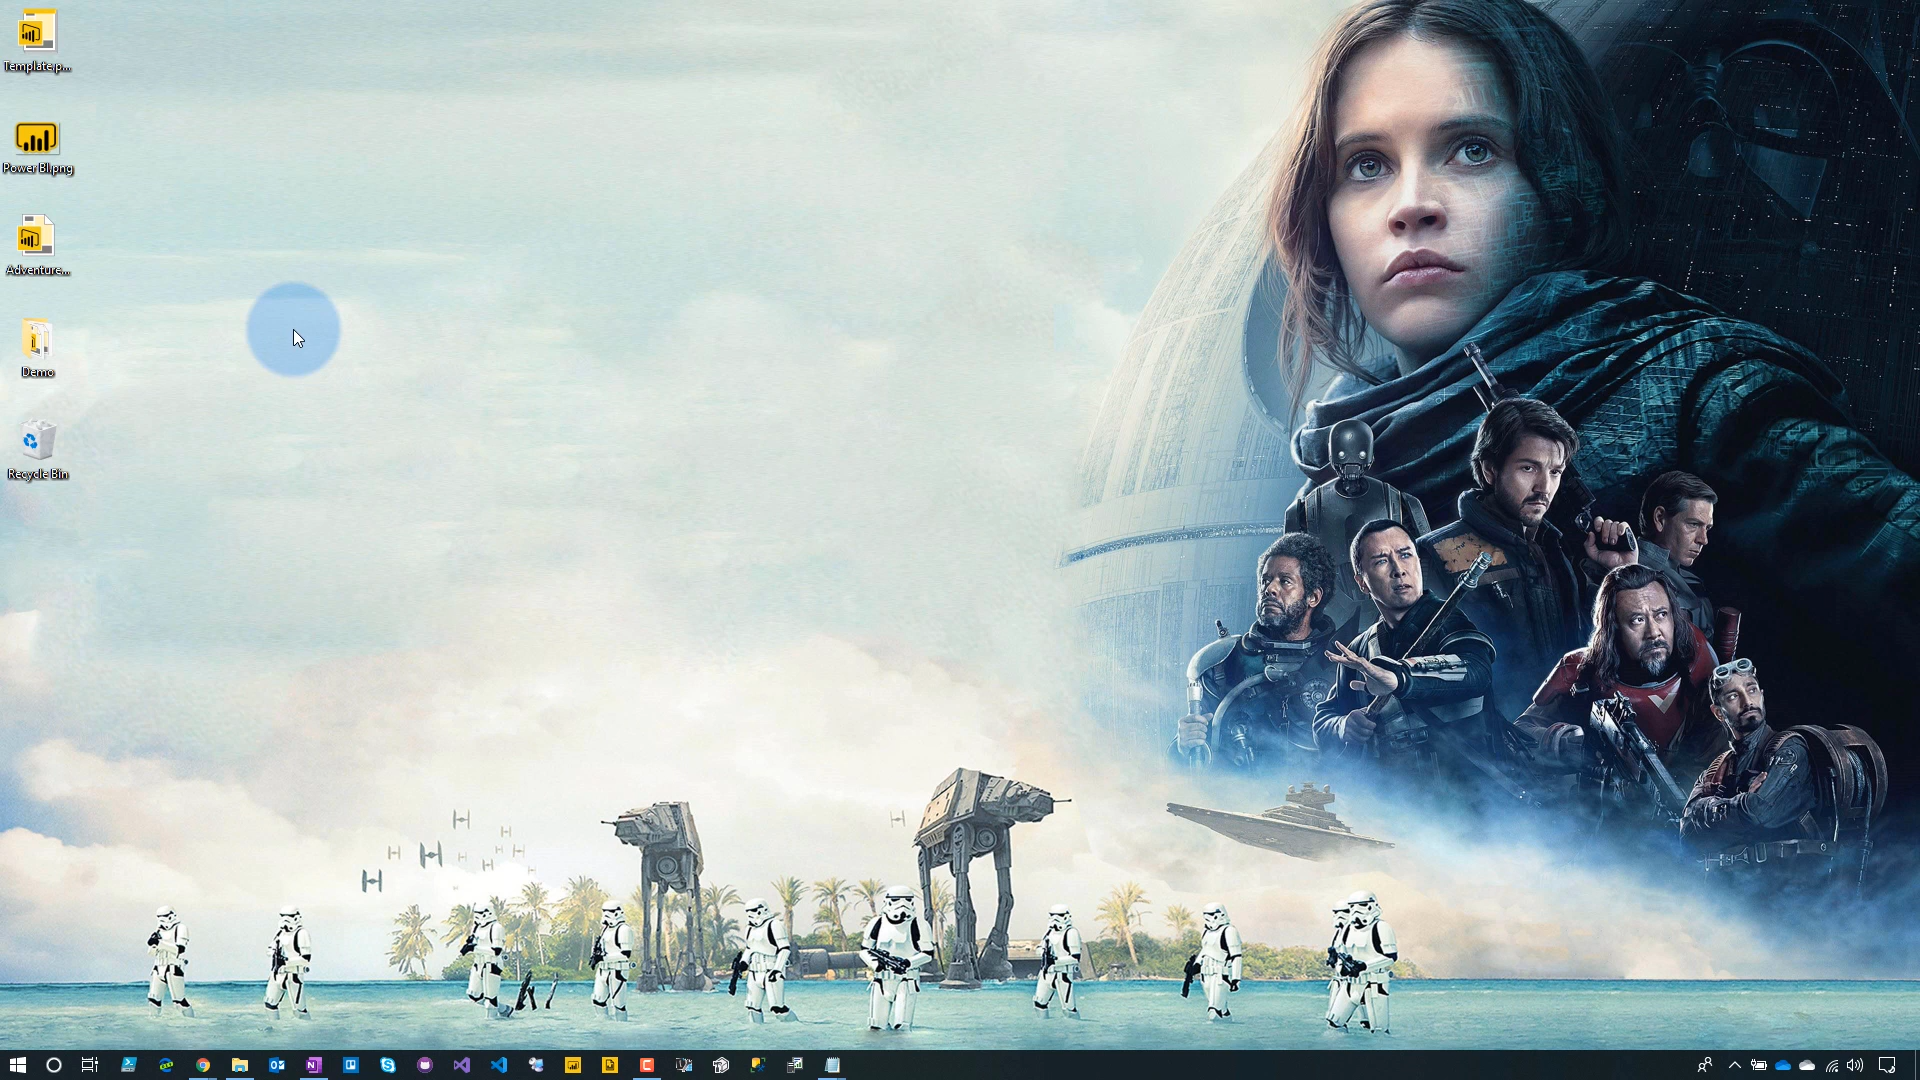 Template.p...
Power BI.png
Adventure...
Demo
Recycle Bin